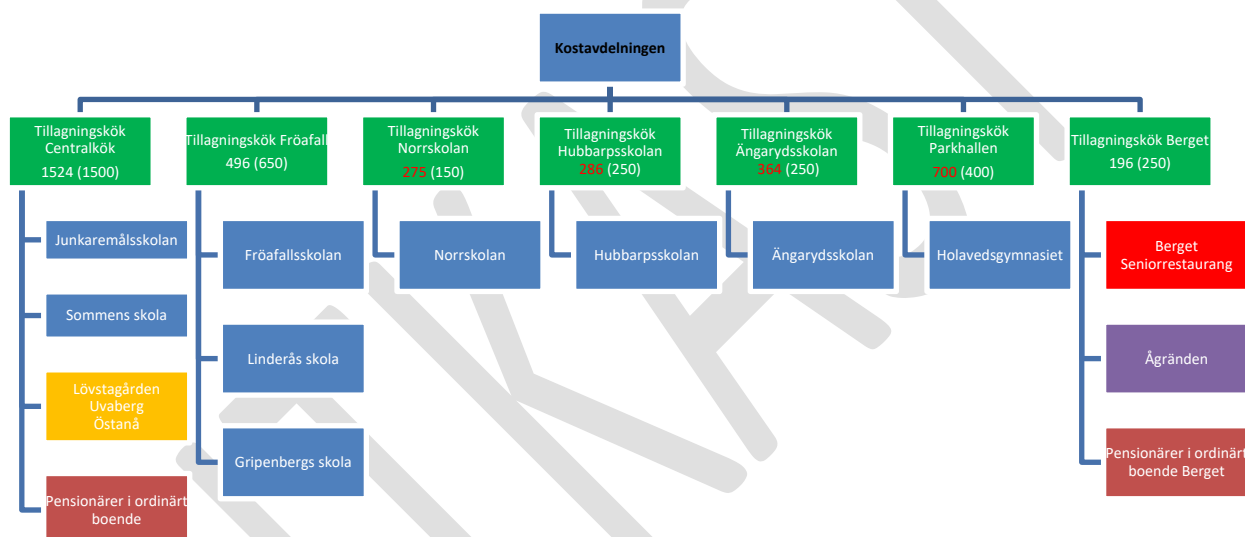 Kostavdelningen
Tillagningskök
Centralkök
1524 (1500)
Tillagningskök Fröafall
496 (650)
Tillagningskök
Norrskolan
275 (150)
Tillagningskök
Hubbarpsskolan
286 (250)
Tillagningskök
Ängarydsskolan
364 (250)
Tillagningskök
Parkhallen
700 (400)
Tillagningskök Berget
196 (250)
Junkaremålsskolan
Sommens skola
Lövstagården
Uvaberg
Östanå
Pensionärer i ordinärt
boende
Fröafallsskolan
Linderås skola
Gripenbergs skola
Norrskolan
Hubbarpsskolan
Ängarydsskolan
Holavedsgymnasiet
Berget
Seniorrestaurang
Ågränden
Pensionärer i ordinärt
boende Berget